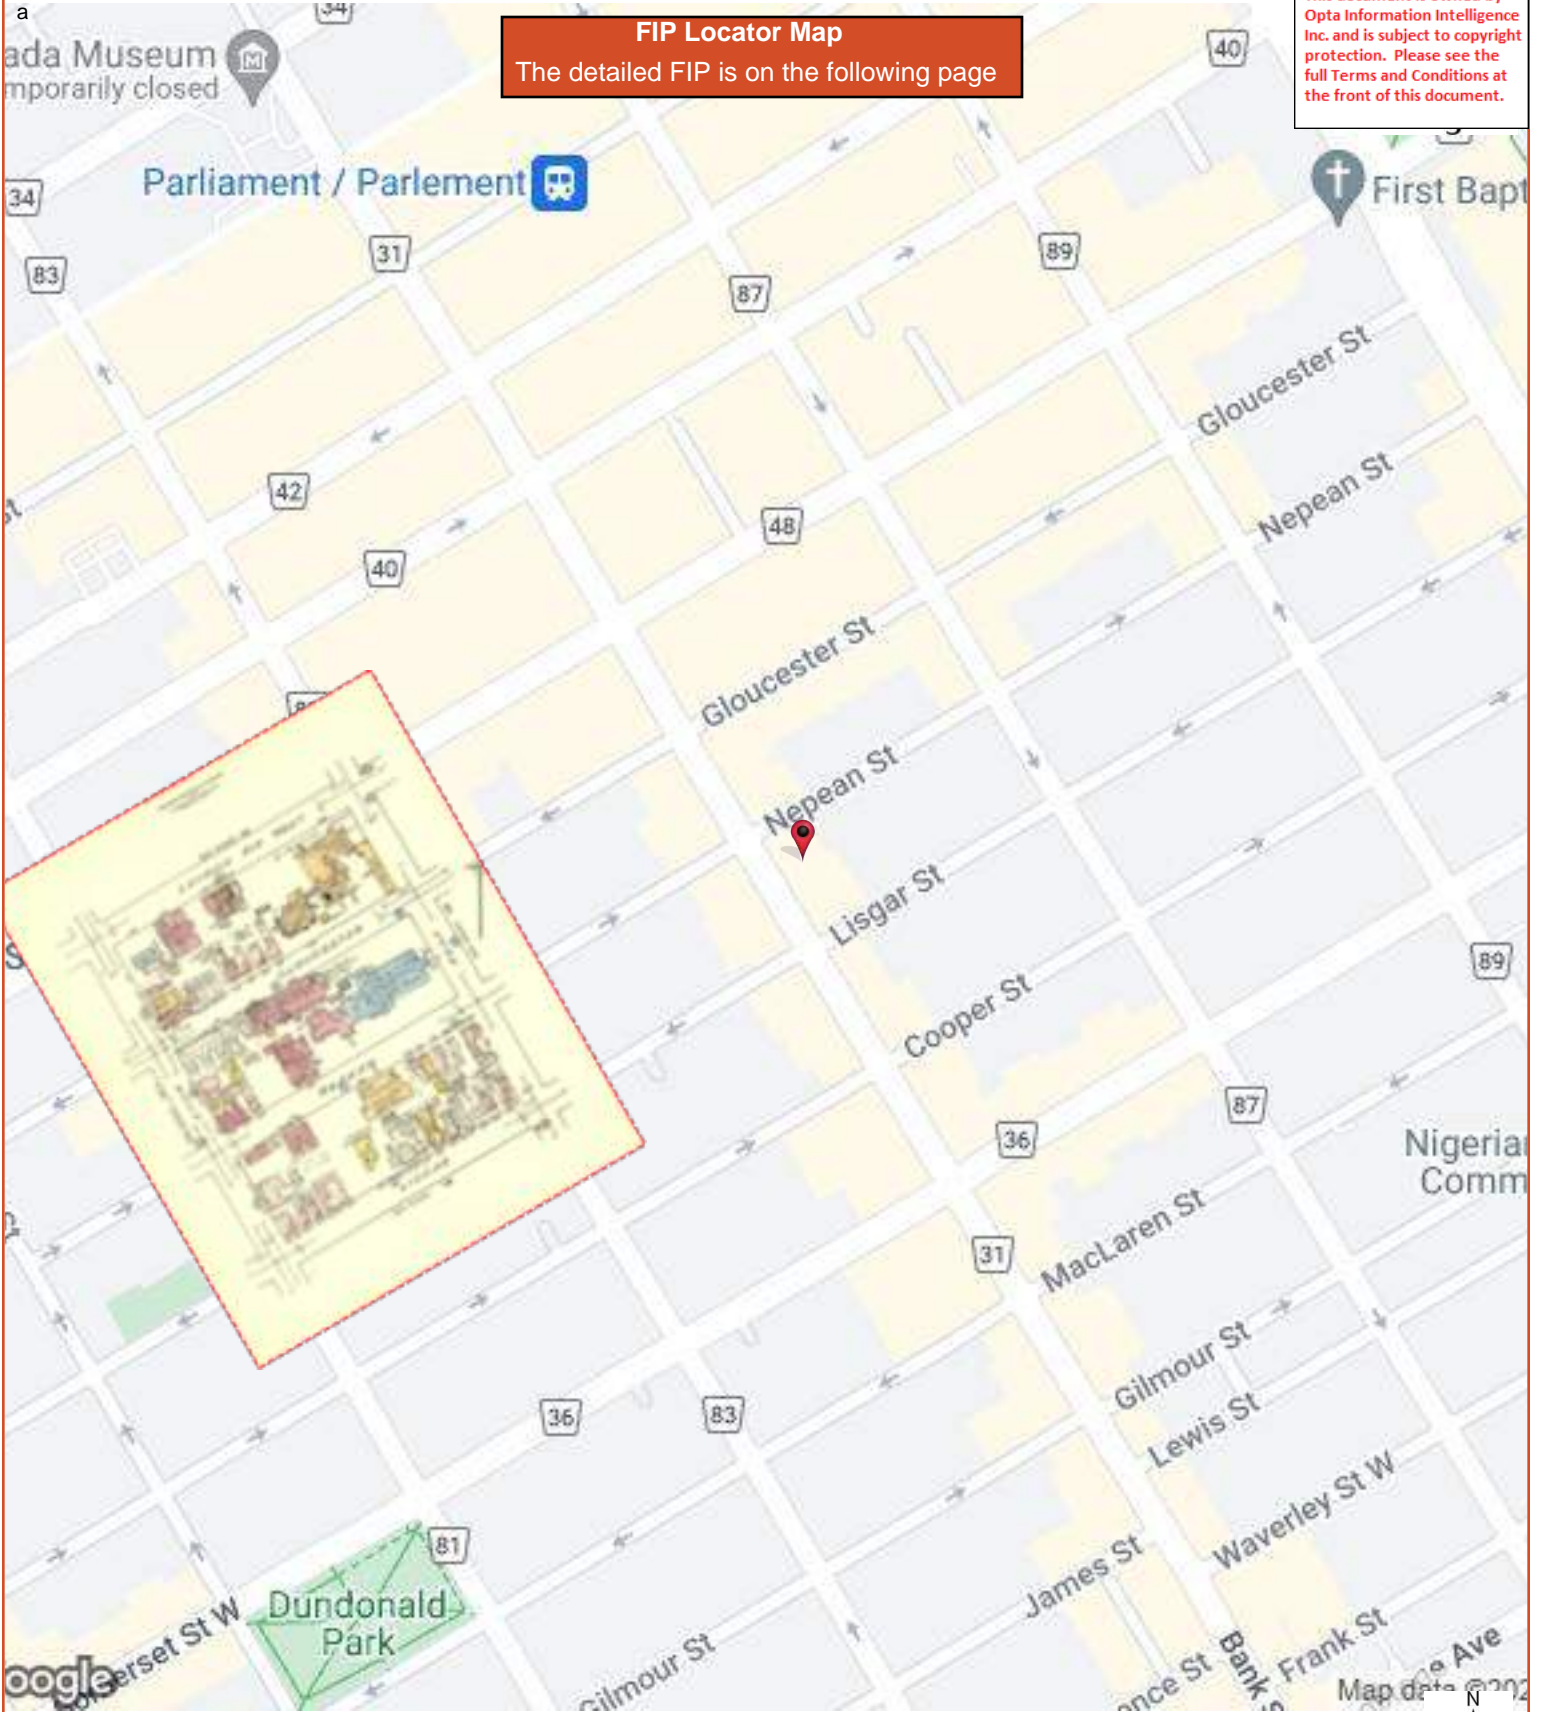 a
34
FIP Locator Map
The detailed FIP is on the following page
Opta Information Intelligence
Inc. and is subject to copyright
protection. Please see the
full Terms and Conditions at
the front of this document.
ada Museum
mporarily closed
40
Parliament / Parlement
First Bapt
34
83
31
87
89
Gloucester St
Nepean St
42
48
40
Gloucester St
Nepean St
Lisgar St
Cooper St
89
87
36
31
Nigeria
Comm
MacLaren St
Gilmour St
Lewis St
36
83
Waverley St W
81
James St
Dundonald
Park
erset St W
Gilmour St
ence St
Bank S
Frank St
Ave
oogle
Map data ©202
N